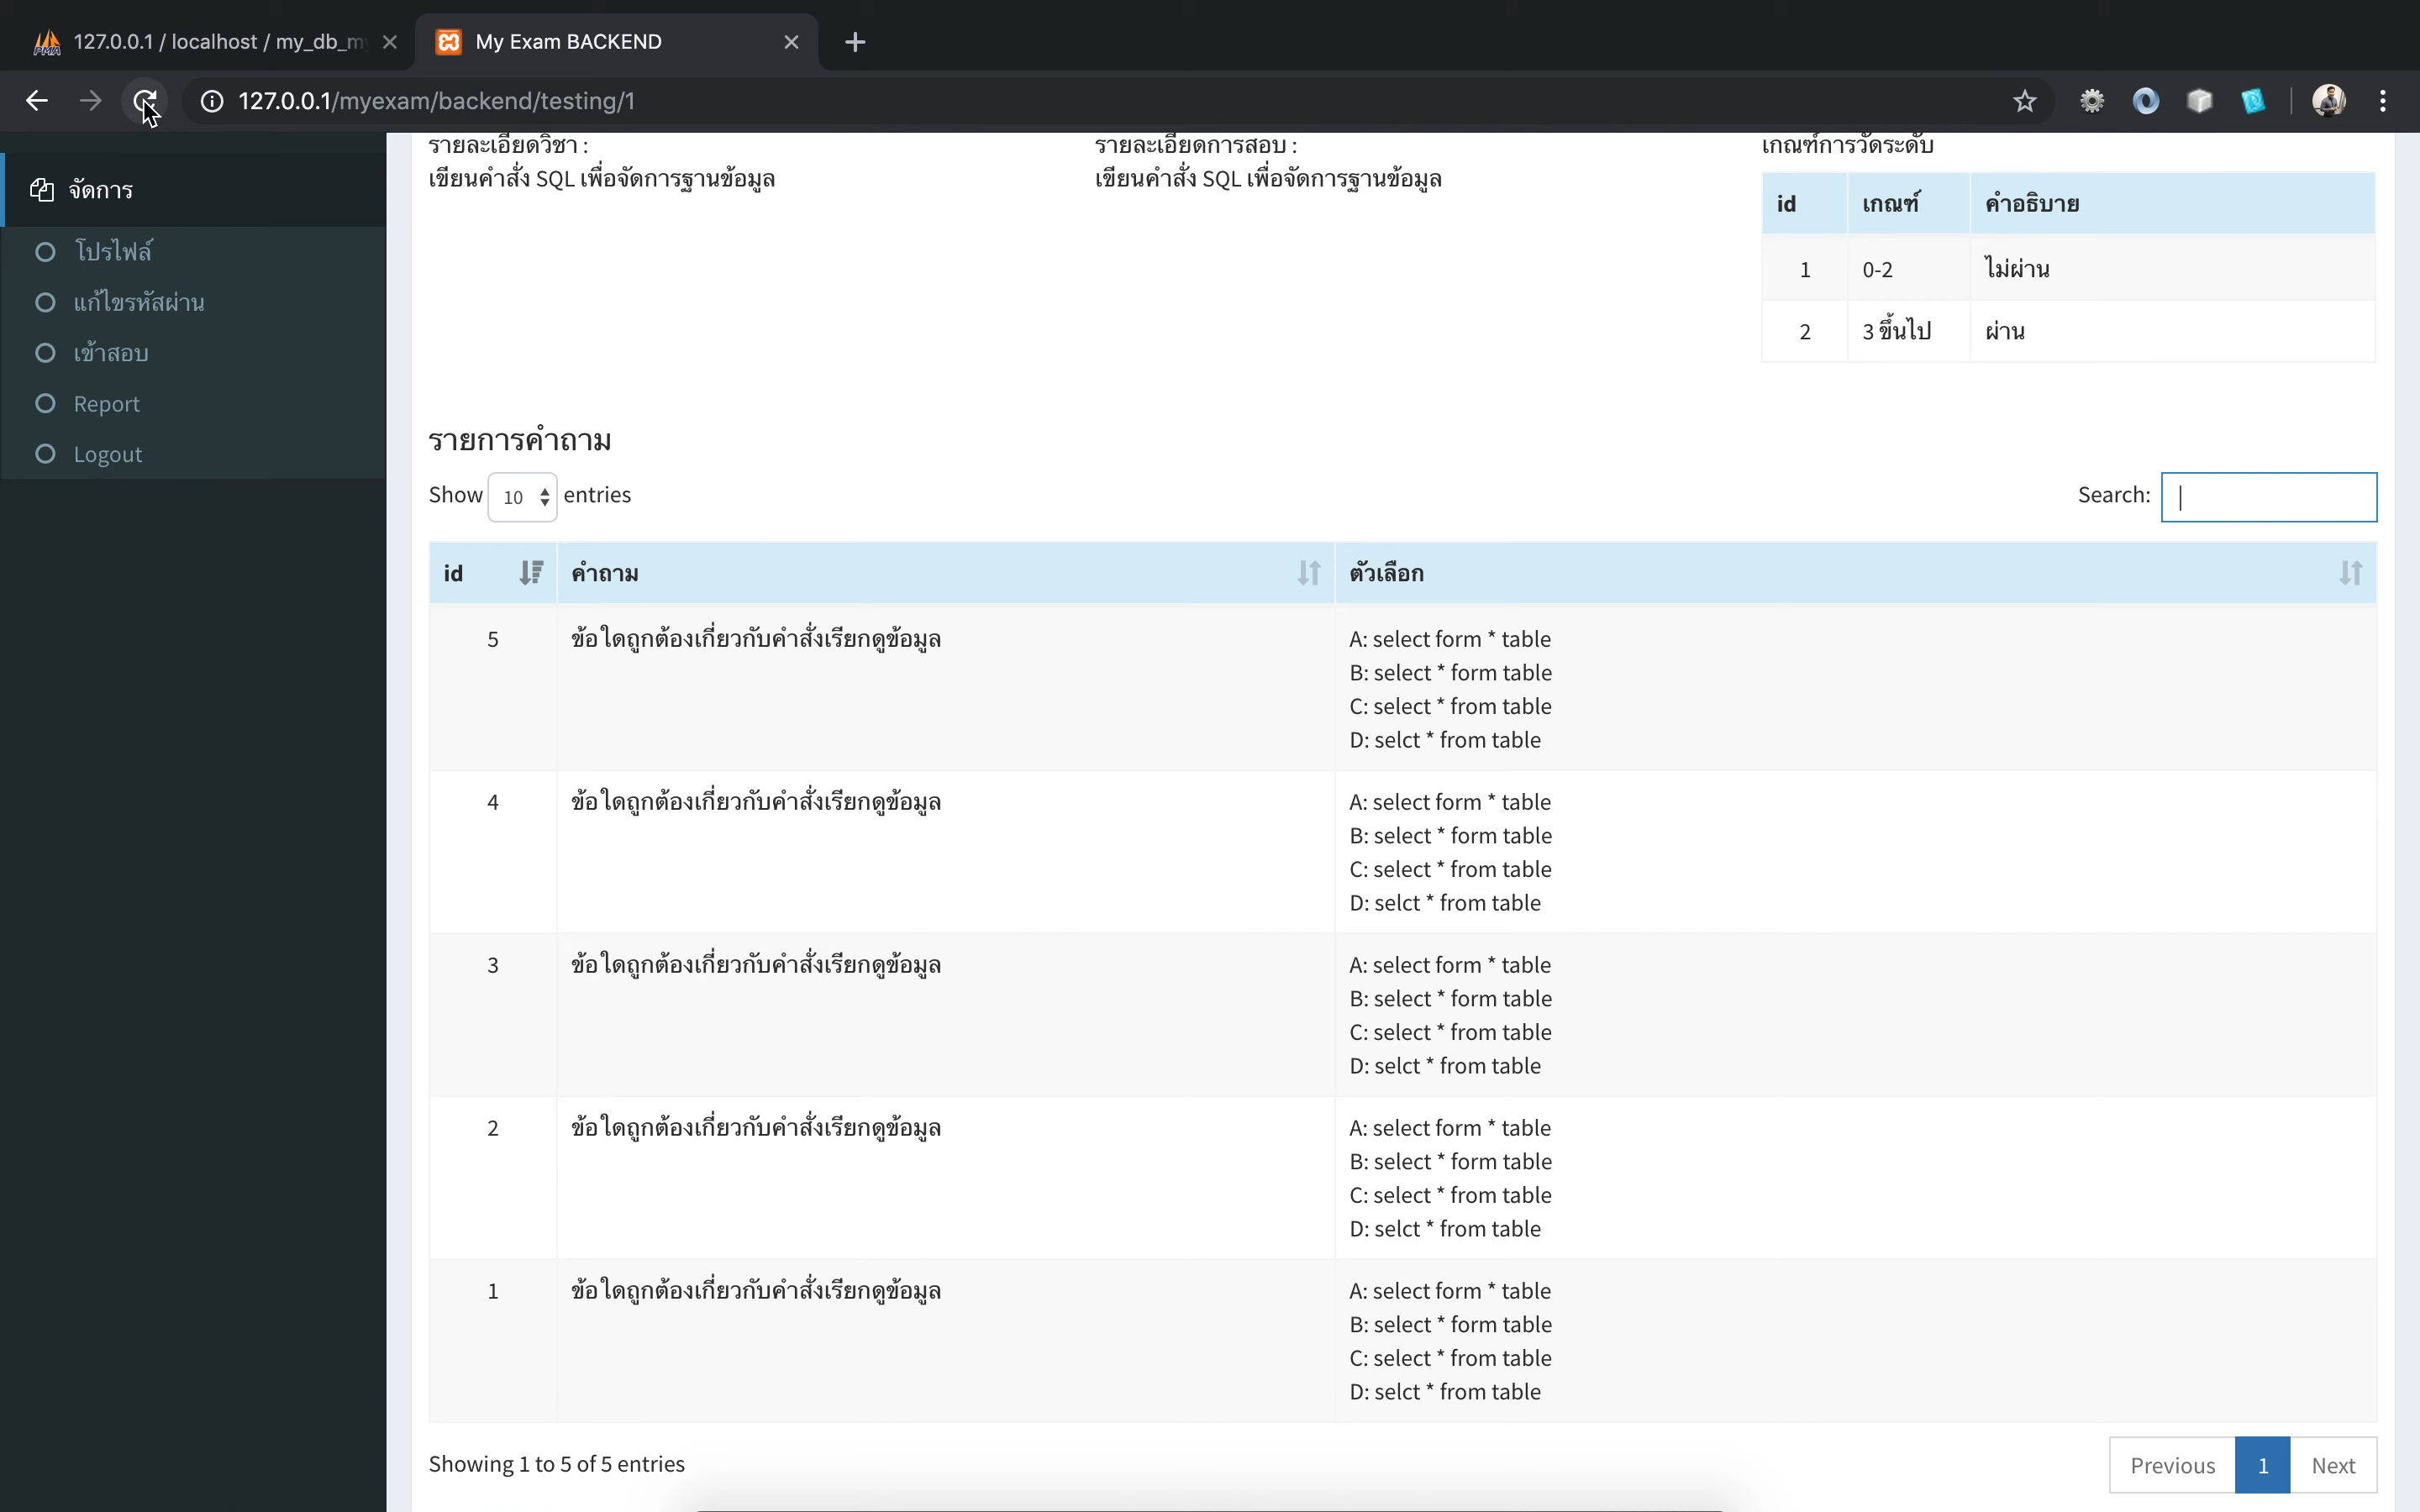 127.0.0.1 / localhost / my_db_m
My Exam BACKEND
127.0.0.1/myexam/backend/testing/1
จัดการ
โปรไฟล์
แก้ไขรหัสผ่าน
เข้าสอบ
Report
Logout
รายละเอียดวิชา :
เขียนคำสั่ง SQL เพื่อจัดการฐานข้อมูล
รายละเอียดการสอบ :
เขียนคำสั่ง SQL เพื่อจัดการฐานข้อมูล
เกณฑ์การวัดระดับ
id เกณฑ์ คำอธิบาย
1 0-2 ไม่ผ่าน
2 3 ขึ้นไป ผ่าน
รายการคำถาม
Show 10 entries
Search:
id คำถาม ตัวเลือก
5 ข้อใดถูกต้องเกี่ยวกับคำสั่งเรียกดูข้อมูล A: select form * table
B: select * form table
C: select * from table
D: selct * from table
4 ข้อใดถูกต้องเกี่ยวกับคำสั่งเรียกดูข้อมูล A: select form * table
B: select * form table
C: select * from table
D: selct * from table
3 ข้อใดถูกต้องเกี่ยวกับคำสั่งเรียกดูข้อมูล A: select form * table
B: select * form table
C: select * from table
D: selct * from table
2 ข้อใดถูกต้องเกี่ยวกับคำสั่งเรียกดูข้อมูล A: select form * table
B: select * form table
C: select * from table
D: selct * from table
1 ข้อใดถูกต้องเกี่ยวกับคำสั่งเรียกดูข้อมูล A: select form * table
B: select * form table
C: select * from table
D: selct * from table
Showing 1 to 5 of 5 entries
Previous 1 Next